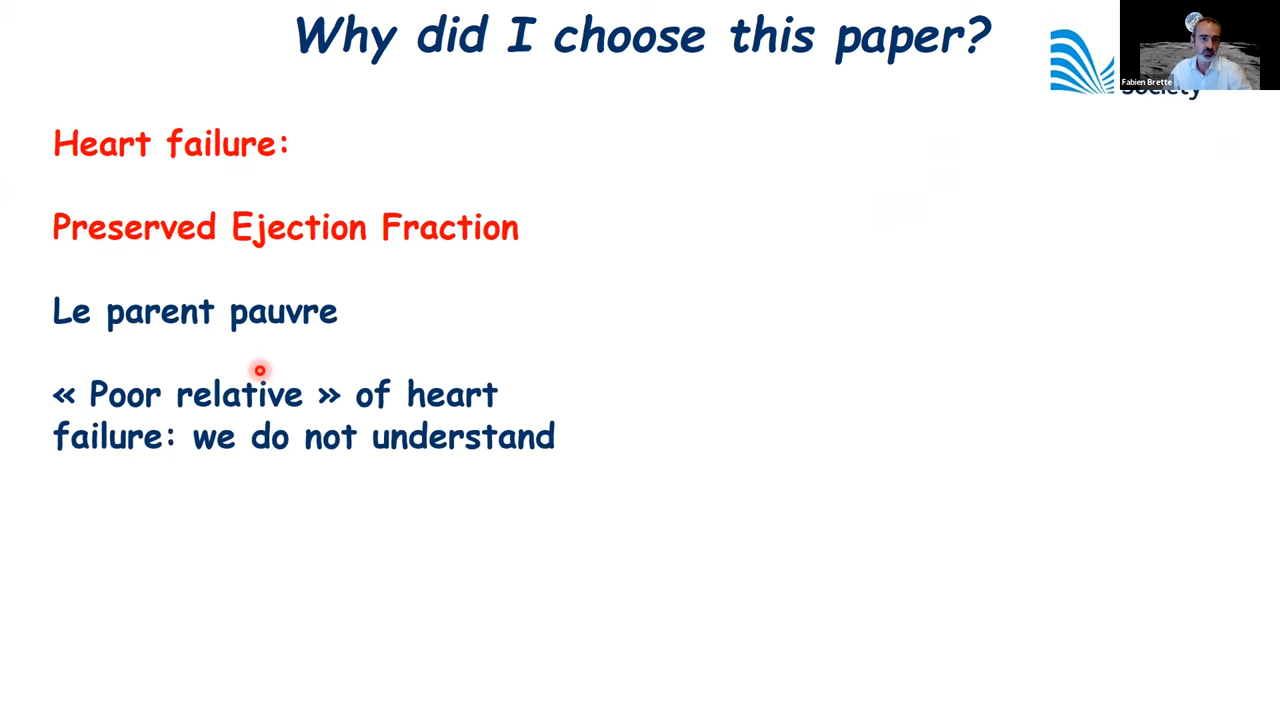 Why did I choose this paper?
Fabien Brette
Society
Heart failure:
Preserved Ejection Fraction
Le parent pauvre
« Poor relative » of heart
failure: we do not understand